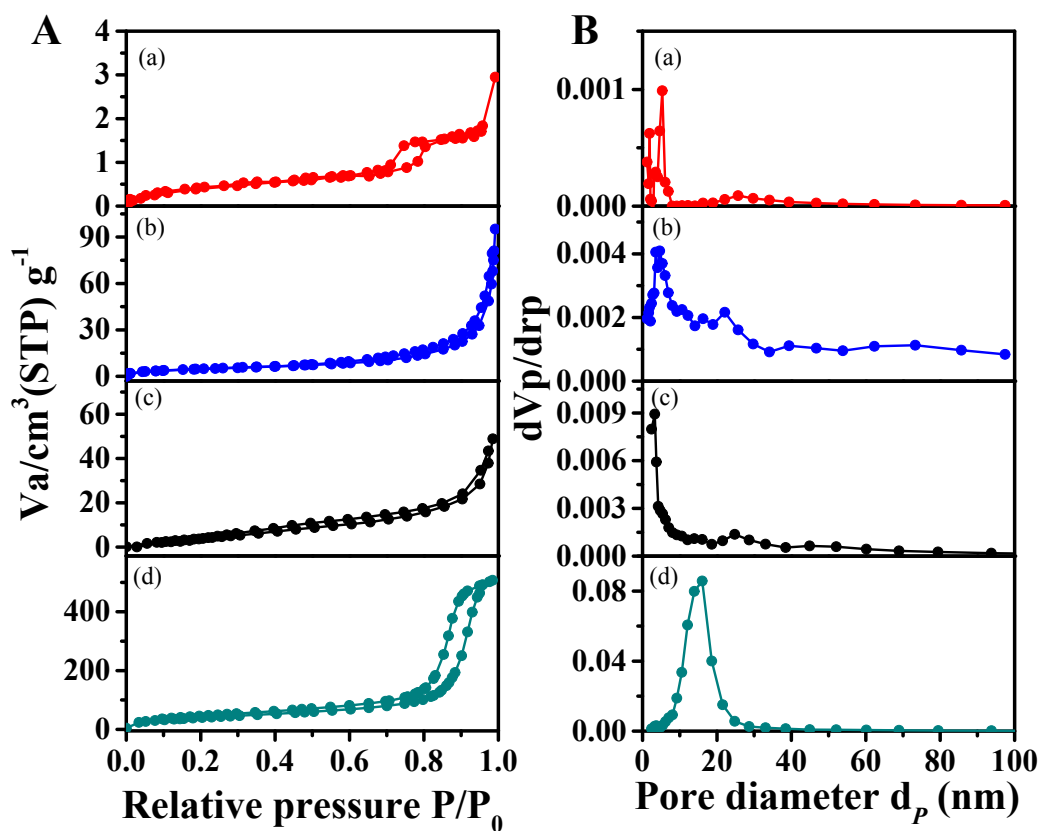 A
(a)
4
3
2
1
0
(b)
90
60
30
0
(c)
60
40
20
0
(d)
400
200
0
0.0 0.2 0.4 0.6 0.8 1.0
Va/cm³(STP) g⁻¹
Relative pressure P/P₀
B
(a)
0.001
0.000
(b)
0.004
0.002
0.000
(c)
0.009
0.006
0.003
0.000
(d)
0.08
0.04
0.00
0 20 40 60 80 100
dVp/drp
Pore diameter dₚ (nm)